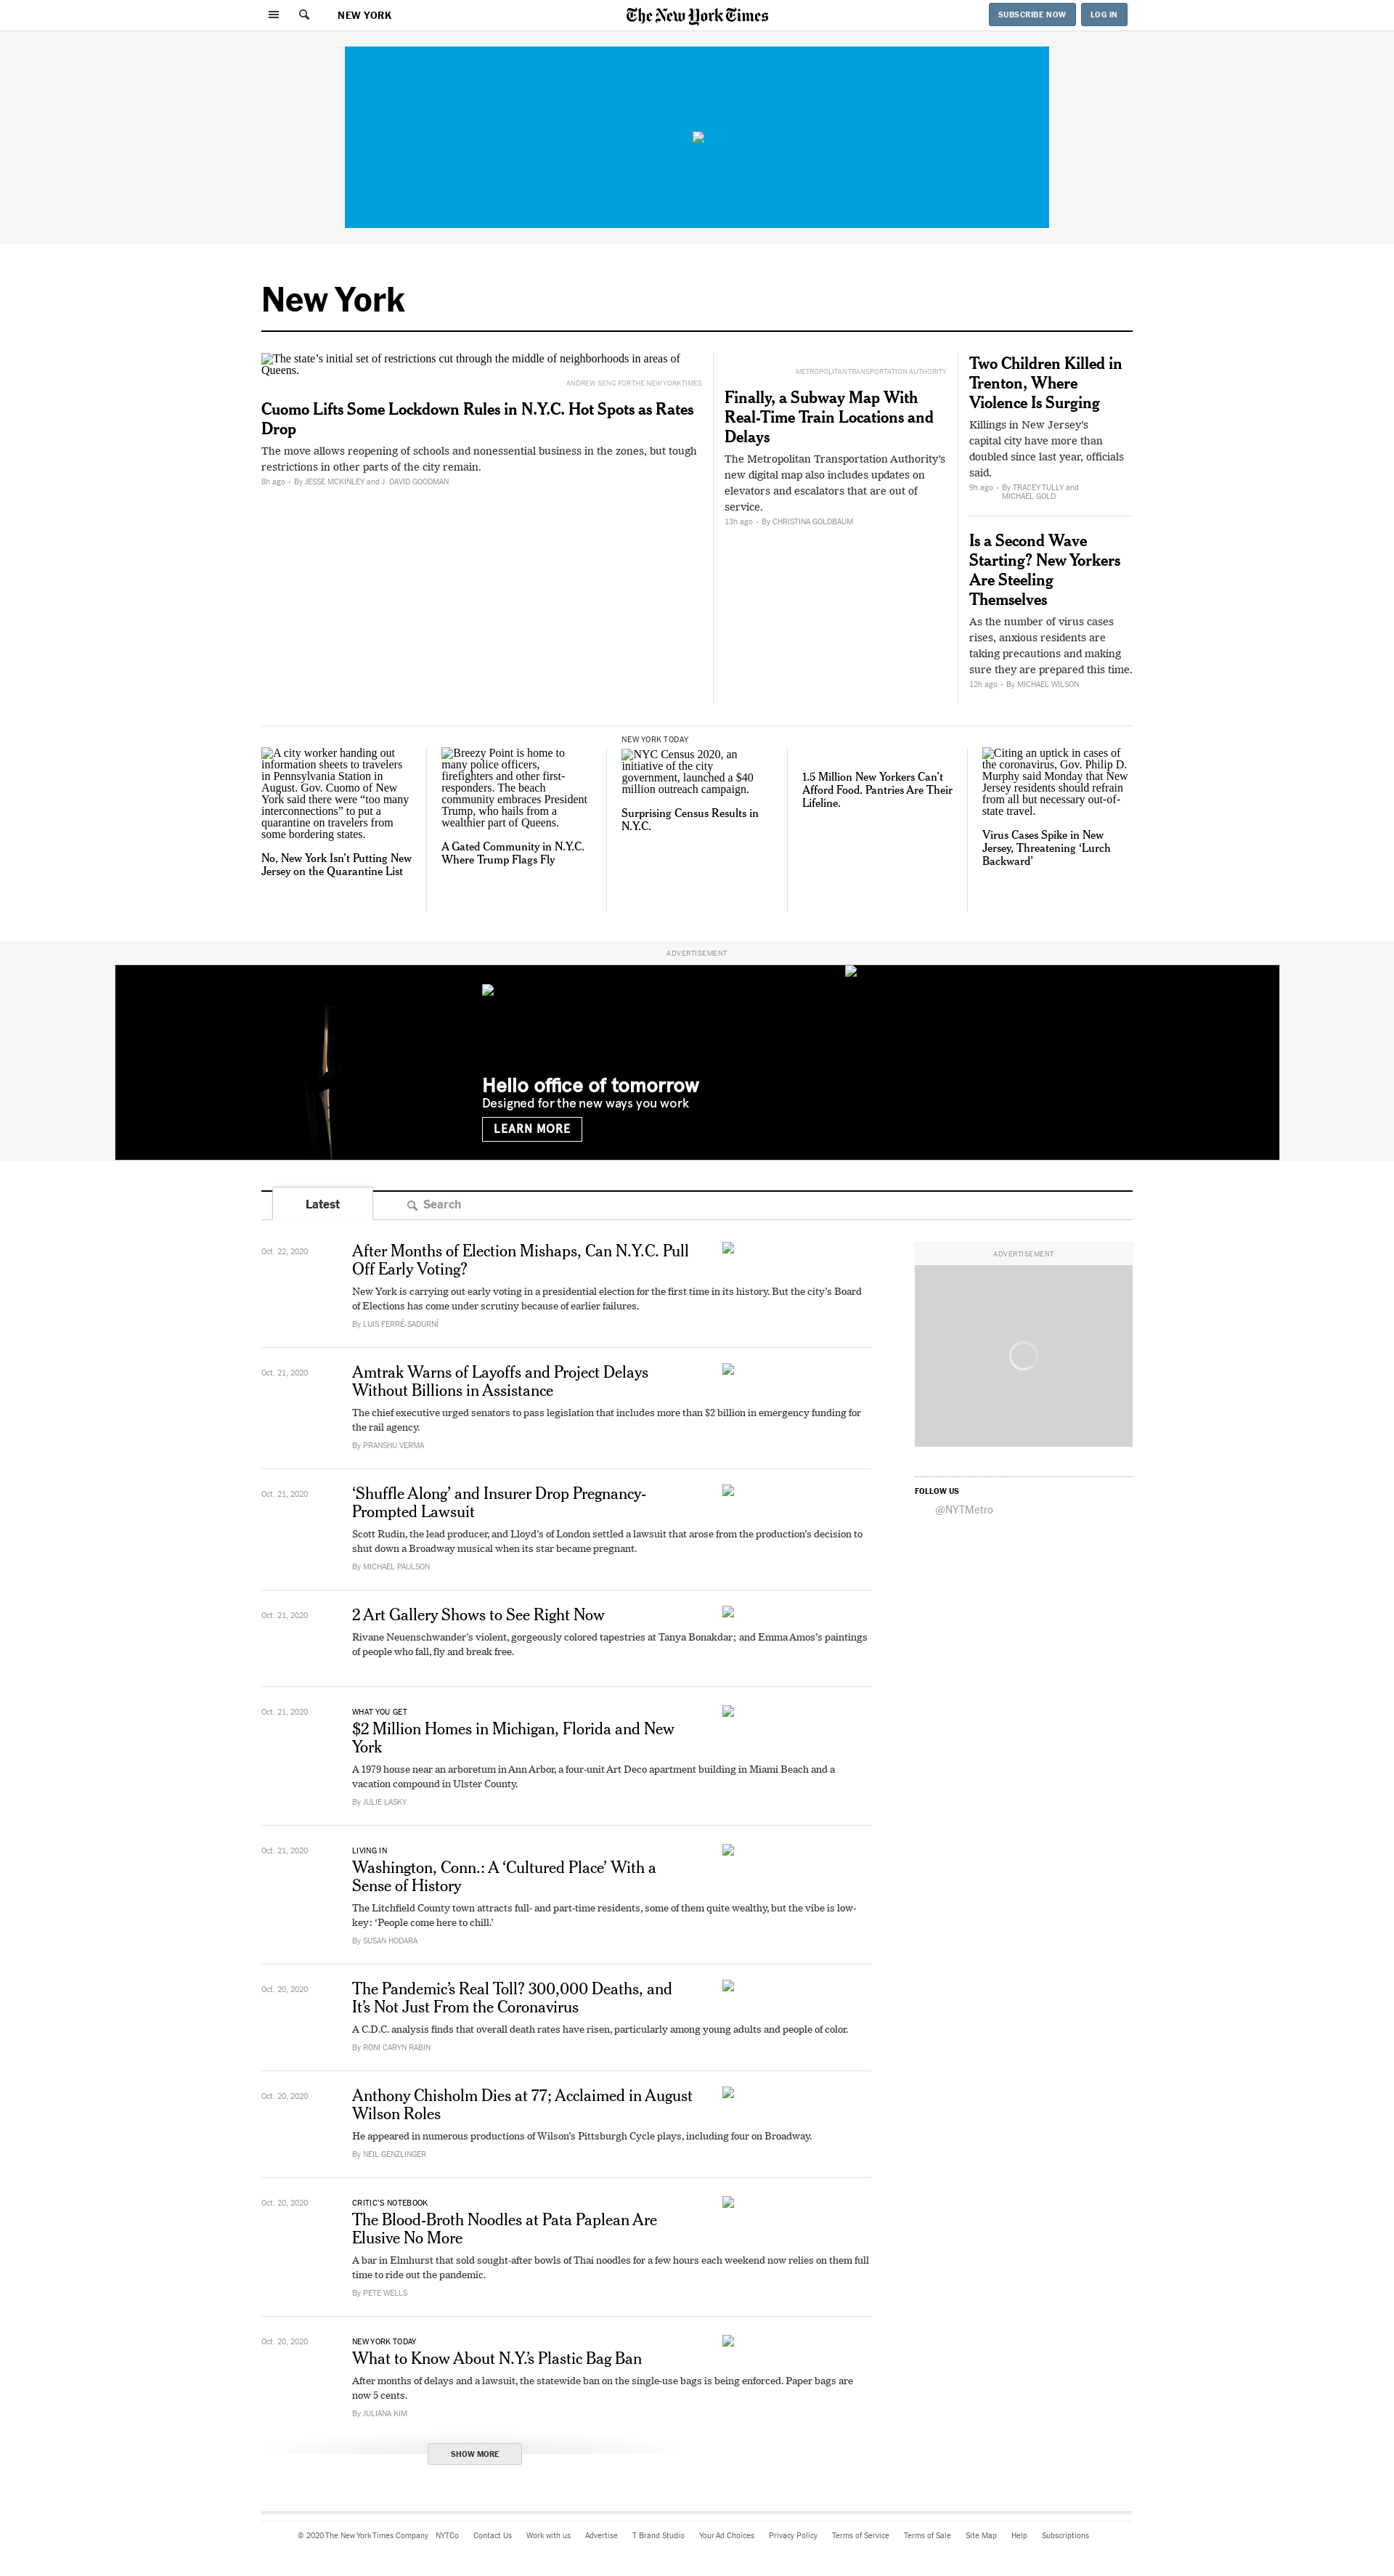 NEW YORK
The New York Times
SUBSCRIBE NOW
LOG IN
New York
The state’s initial set of restrictions cut through the middle of neighborhoods in areas of
Queens.
ANDREW SENG FOR THE NEW YORK TIMES
Cuomo Lifts Some Lockdown Rules in N.Y.C. Hot Spots as Rates
Drop
The move allows reopening of schools and nonessential business in the zones, but tough
restrictions in other parts of the city remain.
8h ago • By JESSE MCKINLEY and J. DAVID GOODMAN
METROPOLITAN TRANSPORTATION AUTHORITY
Finally, a Subway Map With
Real-Time Train Locations and
Delays
The Metropolitan Transportation Authority’s
new digital map also includes updates on
elevators and escalators that are out of
service.
13h ago • By CHRISTINA GOLDBAUM
Two Children Killed in
Trenton, Where
Violence Is Surging
Killings in New Jersey’s
capital city have more than
doubled since last year, officials
said.
9h ago • By TRACEY TULLY and
MICHAEL GOLD
Is a Second Wave
Starting? New Yorkers
Are Steeling
Themselves
As the number of virus cases
rises, anxious residents are
taking precautions and making
sure they are prepared this time.
12h ago • By MICHAEL WILSON
A city worker handing out
information sheets to travelers
in Pennsylvania Station in
August. Gov. Cuomo of New
York said there were “too many
interconnections” to put a
quarantine on travelers from
some bordering states.
No, New York Isn’t Putting New
Jersey on the Quarantine List
Breezy Point is home to
many police officers,
firefighters and other first-
responders. The beach
community embraces President
Trump, who hails from a
wealthier part of Queens.
A Gated Community in N.Y.C.
Where Trump Flags Fly
NEW YORK TODAY
NYC Census 2020, an
initiative of the city
government, launched a $40
million outreach campaign.
Surprising Census Results in
N.Y.C.
1.5 Million New Yorkers Can’t
Afford Food. Pantries Are Their
Lifeline.
Citing an uptick in cases of
the coronavirus, Gov. Philip D.
Murphy said Monday that New
Jersey residents should refrain
from all but necessary out-of-
state travel.
Virus Cases Spike in New
Jersey, Threatening ‘Lurch
Backward’
ADVERTISEMENT
Hello office of tomorrow
Designed for the new ways you work
LEARN MORE
Latest
Search
Oct. 22, 2020
After Months of Election Mishaps, Can N.Y.C. Pull
Off Early Voting?
New York is carrying out early voting in a presidential election for the first time in its history. But the city’s Board
of Elections has come under scrutiny because of earlier failures.
By LUIS FERRÉ-SADURNÍ
ADVERTISEMENT
FOLLOW US
@NYTMetro
Oct. 21, 2020
Amtrak Warns of Layoffs and Project Delays
Without Billions in Assistance
The chief executive urged senators to pass legislation that includes more than $2 billion in emergency funding for
the rail agency.
By PRANSHU VERMA
Oct. 21, 2020
‘Shuffle Along’ and Insurer Drop Pregnancy-
Prompted Lawsuit
Scott Rudin, the lead producer, and Lloyd’s of London settled a lawsuit that arose from the production’s decision to
shut down a Broadway musical when its star became pregnant.
By MICHAEL PAULSON
Oct. 21, 2020
2 Art Gallery Shows to See Right Now
Rivane Neuenschwander’s violent, gorgeously colored tapestries at Tanya Bonakdar; and Emma Amos’s paintings
of people who fall, fly and break free.
Oct. 21, 2020
WHAT YOU GET
$2 Million Homes in Michigan, Florida and New
York
A 1979 house near an arboretum in Ann Arbor, a four-unit Art Deco apartment building in Miami Beach and a
vacation compound in Ulster County.
By JULIE LASKY
Oct. 21, 2020
LIVING IN
Washington, Conn.: A ‘Cultured Place’ With a
Sense of History
The Litchfield County town attracts full- and part-time residents, some of them quite wealthy, but the vibe is low-
key: ‘People come here to chill.’
By SUSAN HODARA
Oct. 20, 2020
The Pandemic’s Real Toll? 300,000 Deaths, and
It’s Not Just From the Coronavirus
A C.D.C. analysis finds that overall death rates have risen, particularly among young adults and people of color.
By RONI CARYN RABIN
Oct. 20, 2020
Anthony Chisholm Dies at 77; Acclaimed in August
Wilson Roles
He appeared in numerous productions of Wilson’s Pittsburgh Cycle plays, including four on Broadway.
By NEIL GENZLINGER
Oct. 20, 2020
CRITIC’S NOTEBOOK
The Blood-Broth Noodles at Pata Paplean Are
Elusive No More
A bar in Elmhurst that sold sought-after bowls of Thai noodles for a few hours each weekend now relies on them full
time to ride out the pandemic.
By PETE WELLS
Oct. 20, 2020
NEW YORK TODAY
What to Know About N.Y.’s Plastic Bag Ban
After months of delays and a lawsuit, the statewide ban on the single-use bags is being enforced. Paper bags are
now 5 cents.
By JULIANA KIM
SHOW MORE
© 2020 The New York Times Company NYTCo Contact Us Work with us Advertise T Brand Studio Your Ad Choices Privacy Policy Terms of Service Terms of Sale Site Map Help Subscriptions